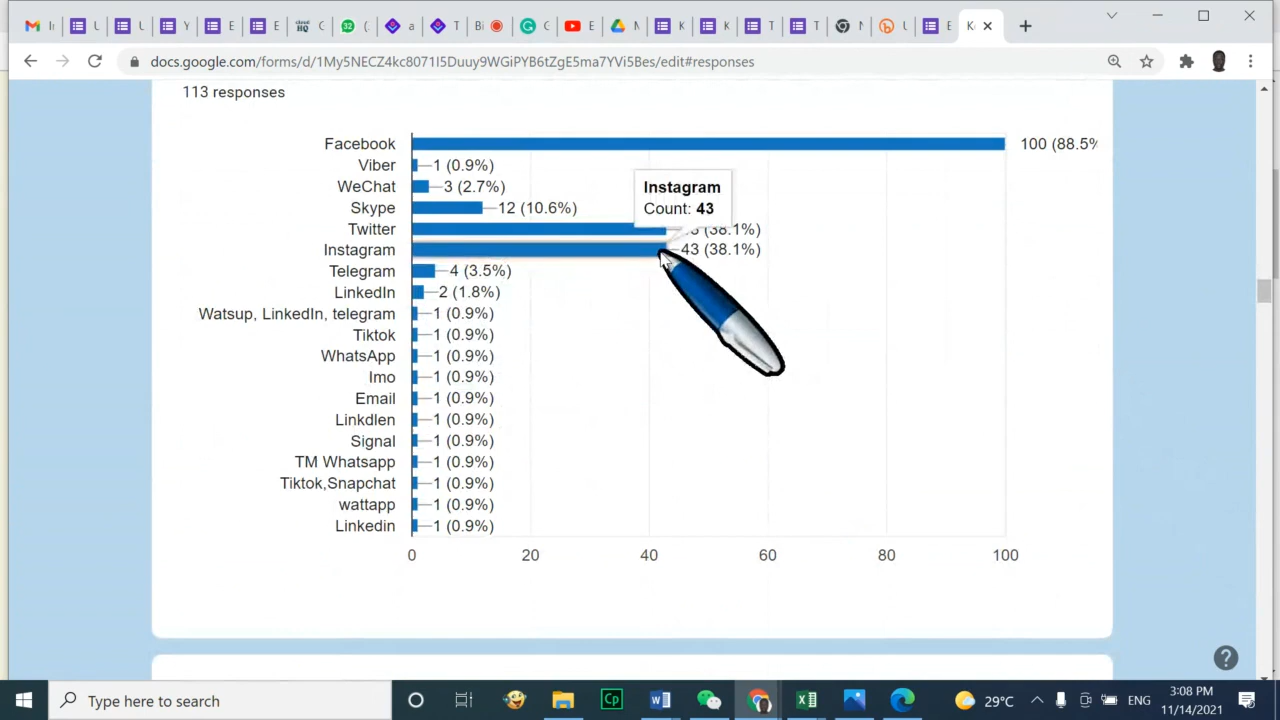 docs.google.com/forms/d/1My5NECZ4kc8071I5Duuy9WGiPYB6tZgE5ma7YVi5Bes/edit#responses
113 responses
Facebook 100 (88.5%
Viber 1 (0.9%)
WeChat 3 (2.7%)
Instagram
Skype 12 (10.6%) Count: 43
Twitter (38.1%)
Instagram 43 (38.1%)
Telegram 4 (3.5%)
LinkedIn 2 (1.8%)
Watsup, LinkedIn, telegram 1 (0.9%)
Tiktok 1 (0.9%)
WhatsApp 1 (0.9%)
Imo 1 (0.9%)
Email 1 (0.9%)
Linkdlen 1 (0.9%)
Signal 1 (0.9%)
TM Whatsapp 1 (0.9%)
Tiktok,Snapchat 1 (0.9%)
wattapp 1 (0.9%)
Linkedin 1 (0.9%)
0 20 40 60 80 100
Type here to search
29°C ENG 3:08 PM
11/14/2021